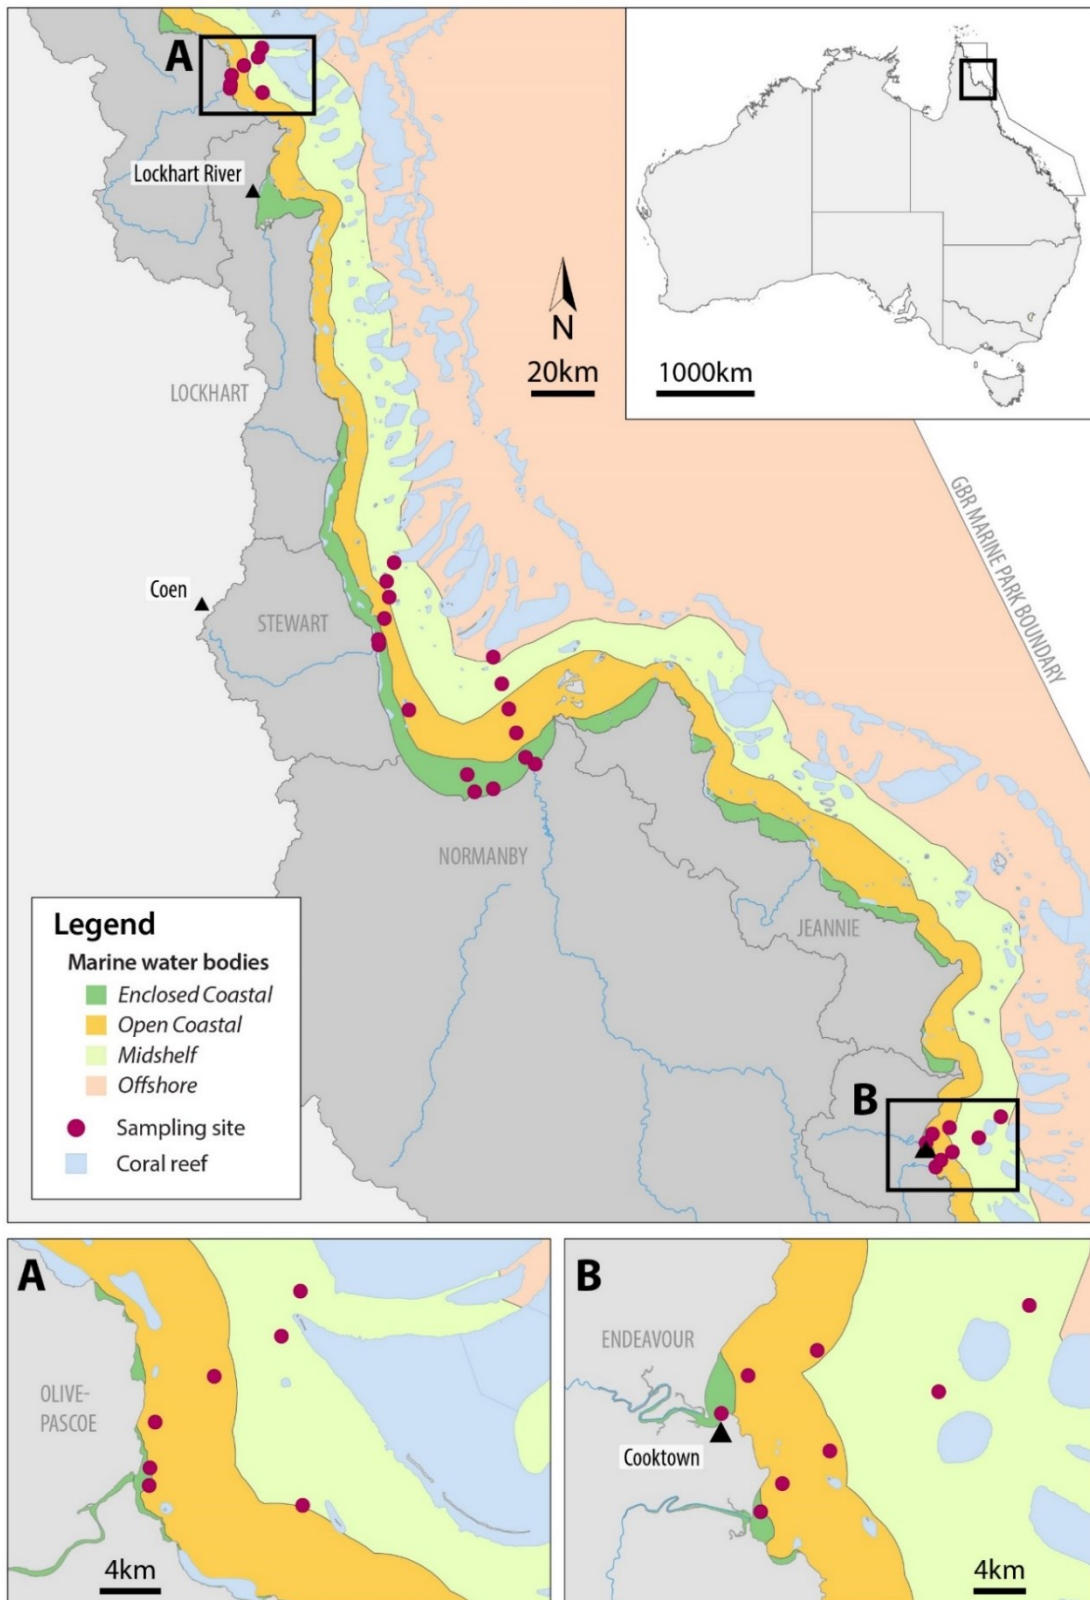 A
Lockhart River
N
20km
1000km
LOCKHART
GBR MARINE PARK BOUNDARY
Coen
STEWART
NORMANBY
JEANNIE
Legend
Marine water bodies
Enclosed Coastal
Open Coastal
Midshelf
Offshore
Sampling site
Coral reef
B
A
OLIVE-
PASCOE
4km
B
ENDEAVOUR
Cooktown
4km